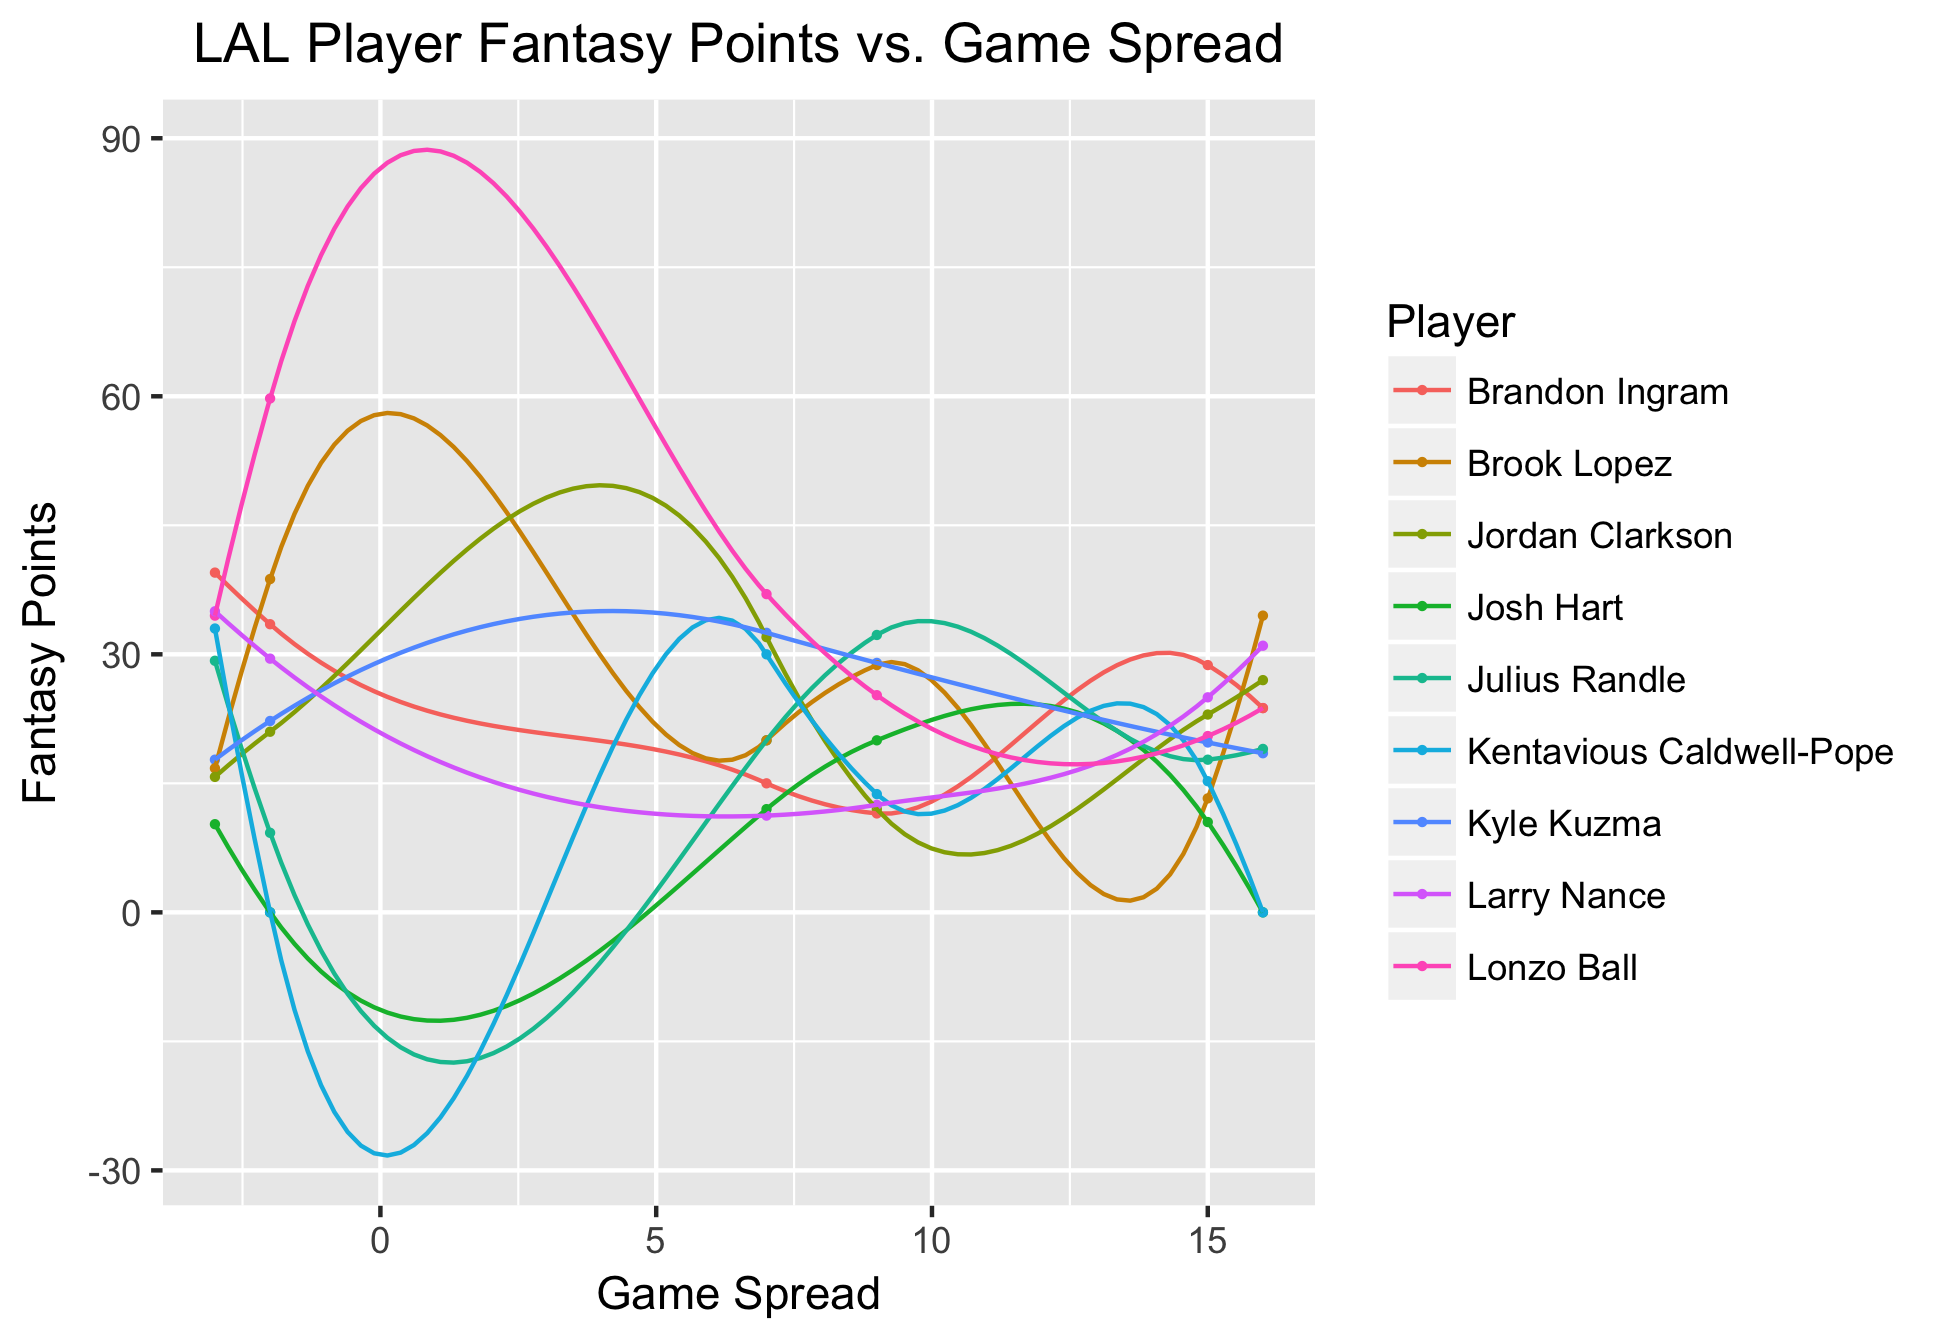 LAL Player Fantasy Points vs. Game Spread
90
60
30
0
-30
Fantasy Points
0 5 10 15
Game Spread
Player
Brandon Ingram
Brook Lopez
Jordan Clarkson
Josh Hart
Julius Randle
Kentavious Caldwell-Pope
Kyle Kuzma
Larry Nance
Lonzo Ball